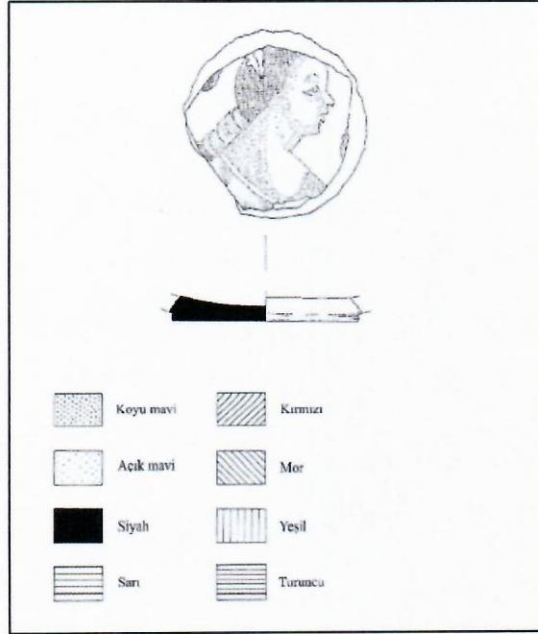 Koyu mavi
Kırmızı
Açık mavi
Mor
Siyah
Yeşil
Sarı
Turuncu